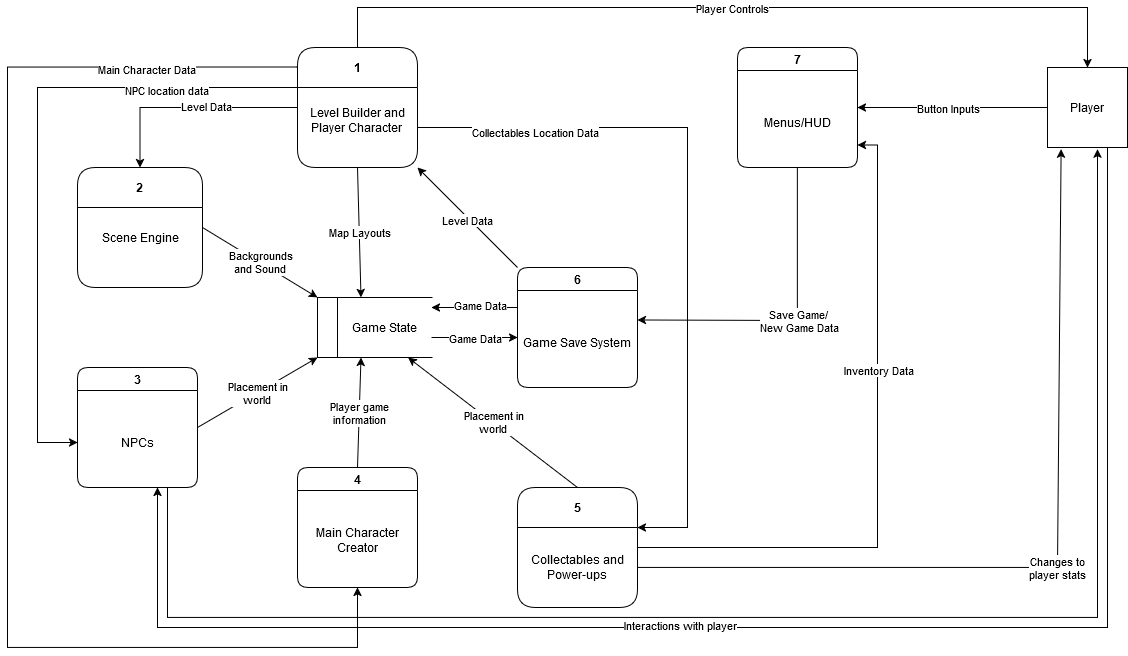 Player Controls
1
7
Main Character Data
Player
NPC location data
Level Data
Level Builder and
Player Character
Button Inputs
Menus/HUD
Collectables Location Data
2
Level Data
Map Layouts
Scene Engine
Backgrounds
and Sound
6
Game Data
Save Game/
New Game Data
Game State
Game Data
Game Save System
3
Inventory Data
Placement in
world
Player game
information
Placement in
world
NPCs
4
5
Main Character
Creator
Collectables and
Power-ups
Changes to
player stats
Interactions with player